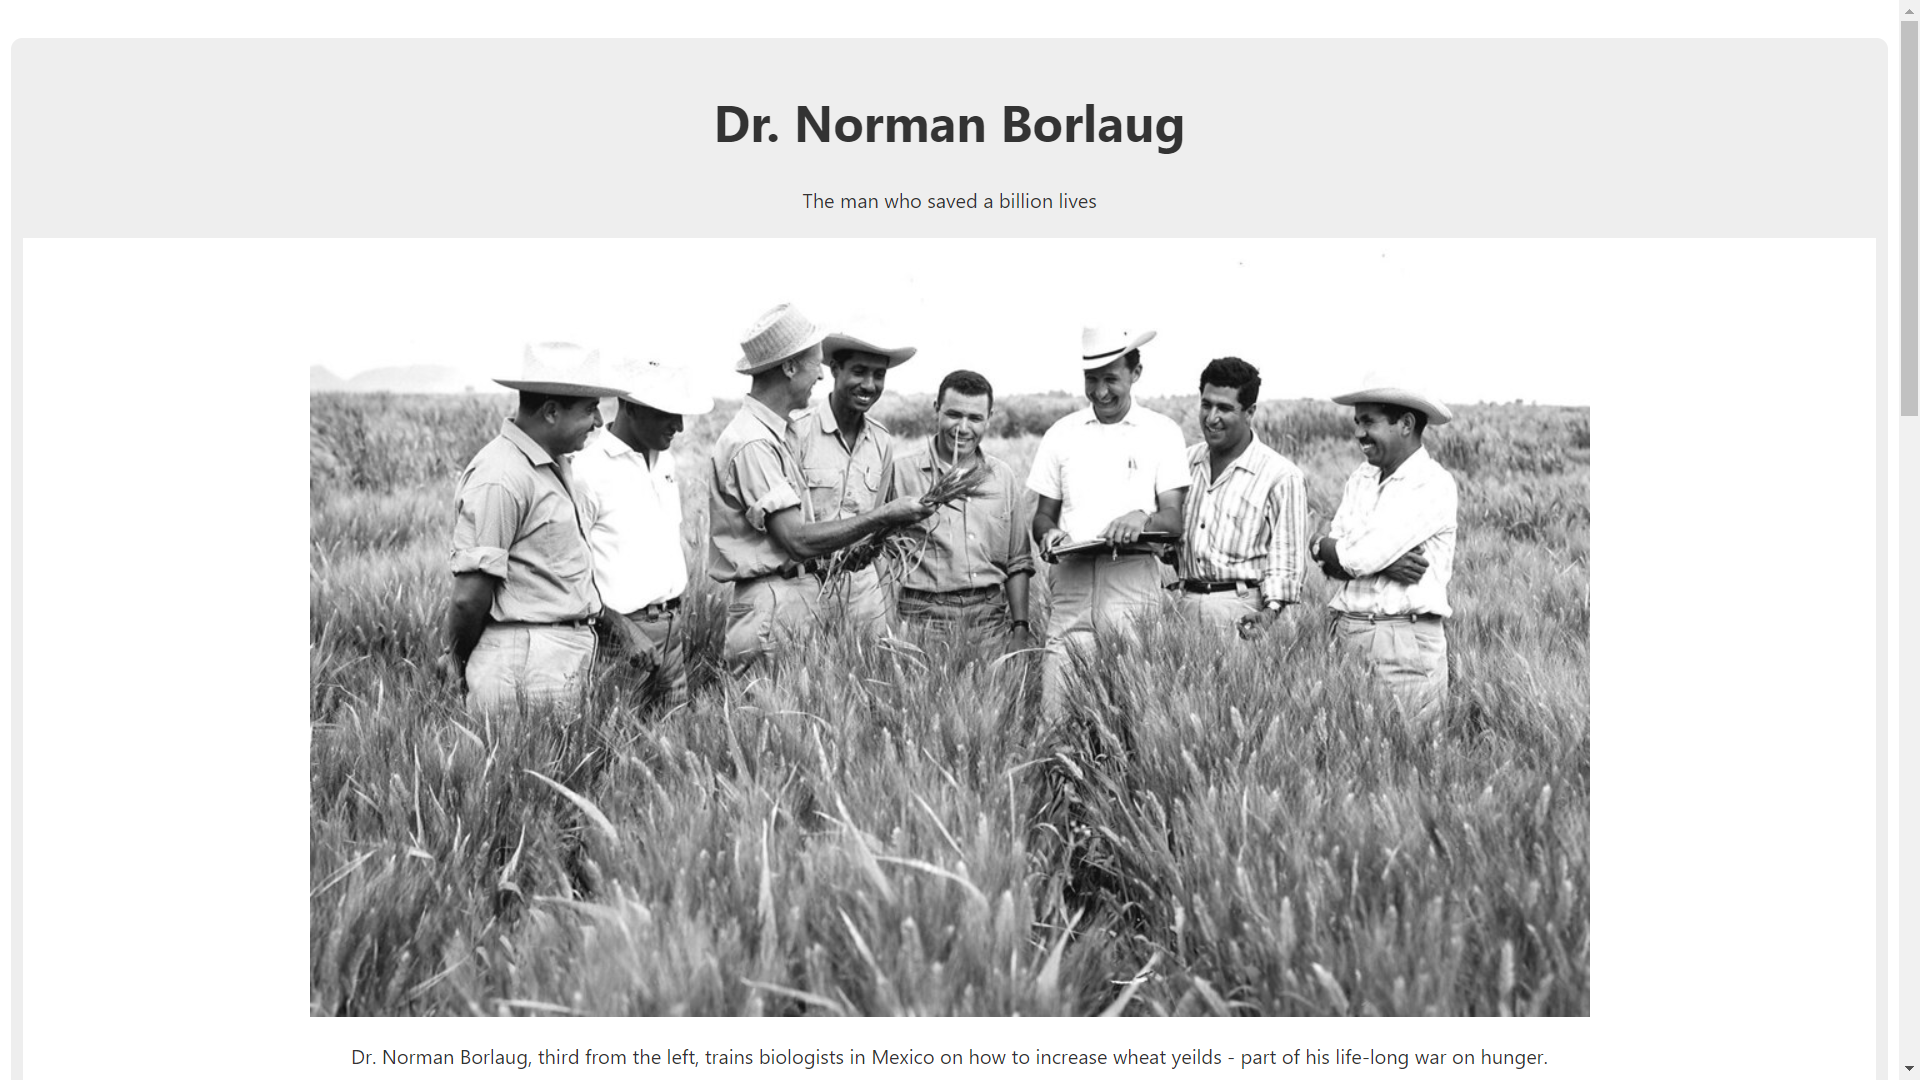 Dr. Norman Borlaug
The man who saved a billion lives
Dr. Norman Borlaug, third from the left, trains biologists in Mexico on how to increase wheat yeilds - part of his life-long war on hunger.